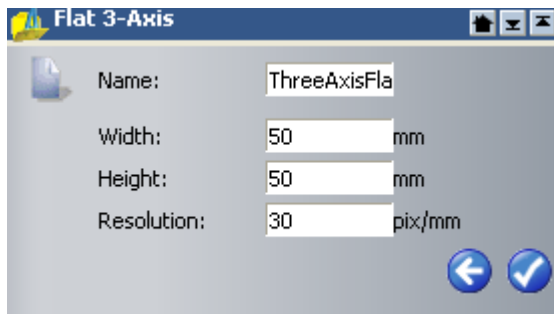 Flat 3-Axis
Name: ThreeAxisFla
Width: 50 mm
Height: 50 mm
Resolution: 30 pix/mm